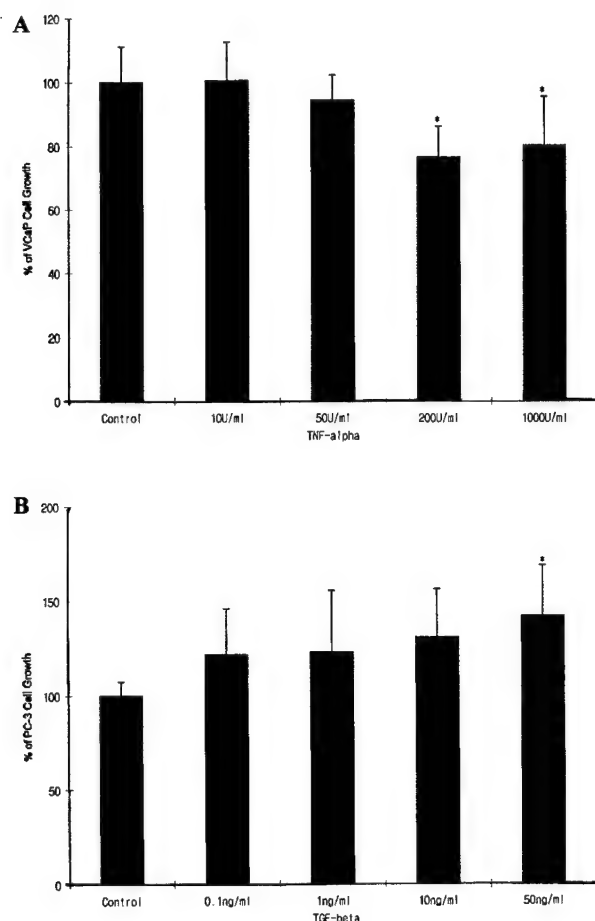 A
120
100
80
60
40
20
0
% of VCaP Cell Growth
*
*
Control 10U/ml 50U/ml 200U/ml 1000U/ml
TNF-alpha
B
200
150
100
50
0
% of PC-3 Cell Growth
*
Control 0.1ng/ml 1ng/ml 10ng/ml 50ng/ml
TGF-beta